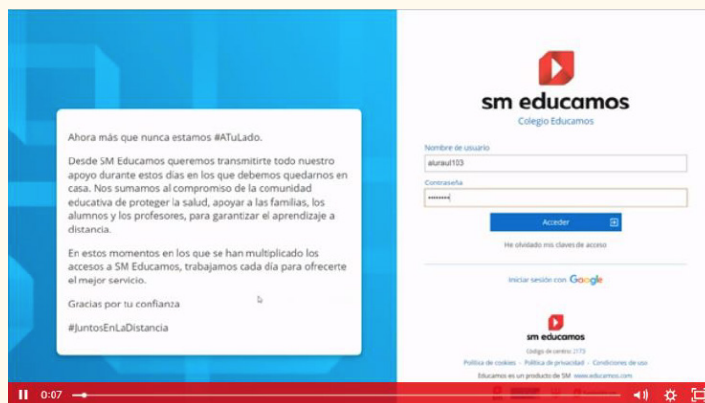 Ahora más que nunca estamos #ATuLado.
Desde SM Educamos queremos transmitirte todo nuestro
apoyo durante estos días en los que debemos quedarnos en
casa. Nos sumamos al compromiso de la comunidad
educativa de proteger la salud, apoyar a las familias, los
alumnos y los profesores, para garantizar el aprendizaje a
distancia.
En estos momentos en los que se han multiplicado los
accesos a SM Educamos, trabajamos cada día para ofrecerte
el mejor servicio.
Gracias por tu confianza
#JuntosEnLaDistancia
sm educamos
Colegio Educamos
Nombre de usuario
aluraul103
Contraseña
••••••••
Acceder
He olvidado mis claves de acceso
Iniciar sesión con Google
sm educamos
Código de centro: 2173
Política de cookies - Política de privacidad - Condiciones de uso
Educamos es un producto de SM www.educamos.com
0:07